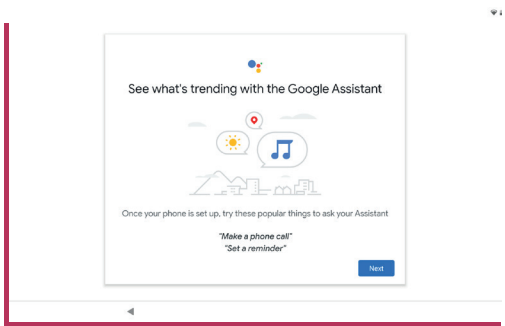 See what's trending with the Google Assistant
Once your phone is set up, try these popular things to ask your Assistant
"Make a phone call"
"Set a reminder"
Next